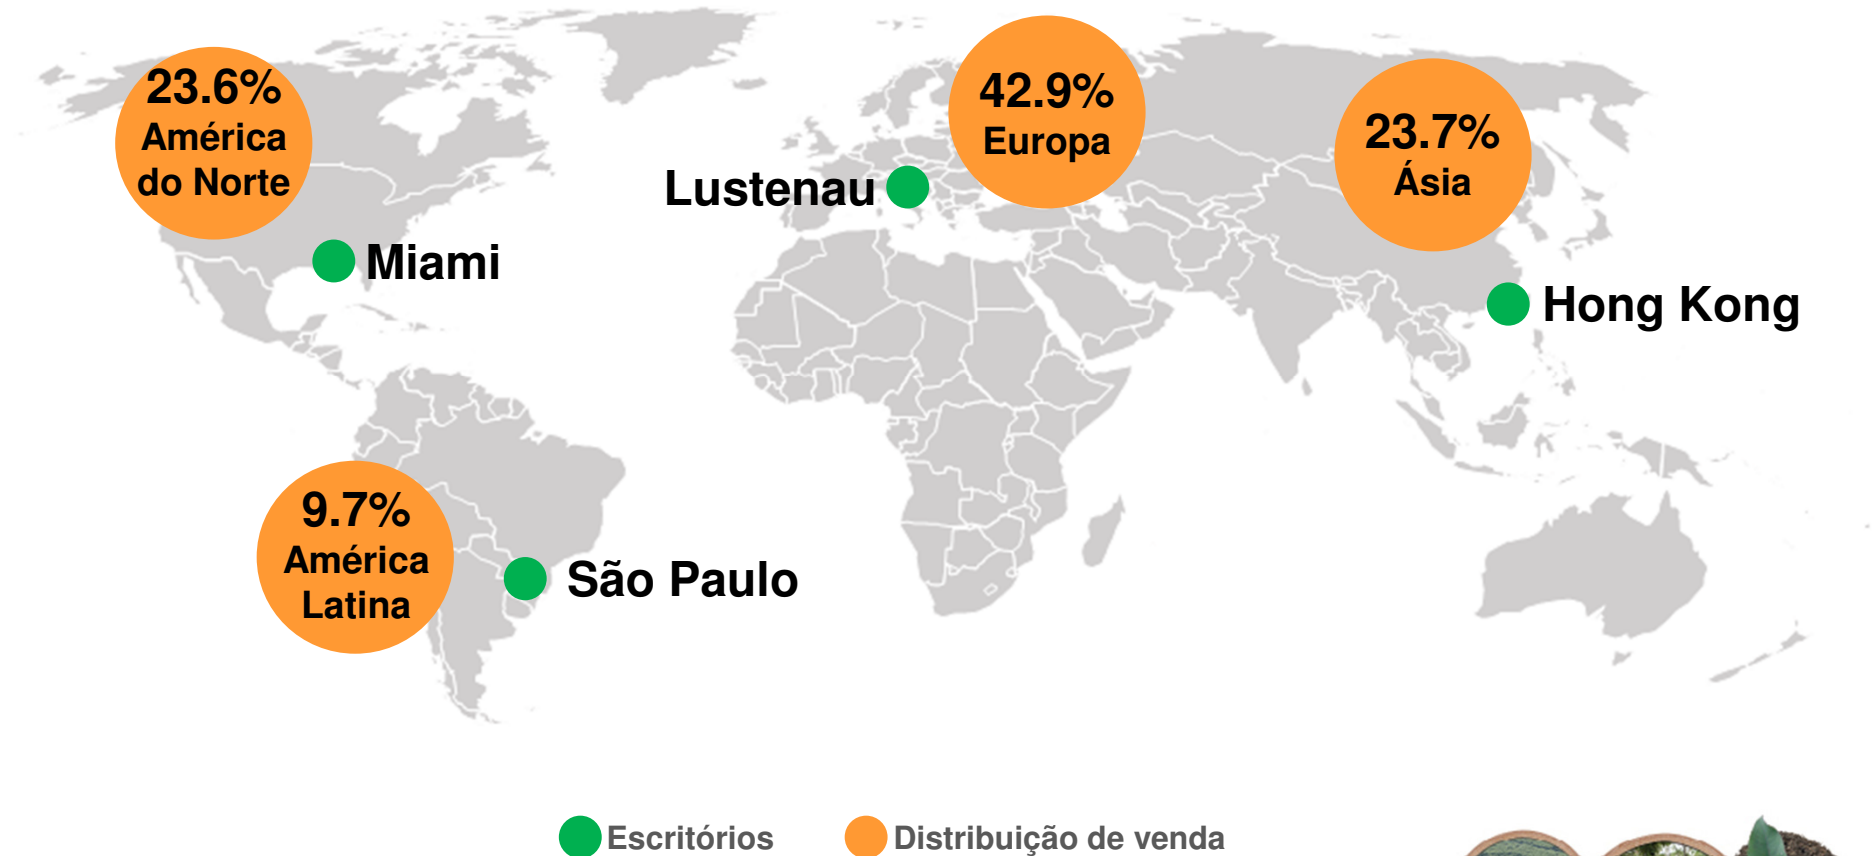 23.6%
América
do Norte
42.9%
Europa
23.7%
Ásia
Lustenau
Miami
Hong Kong
9.7%
América
Latina
São Paulo
Escritórios
Distribuição de venda